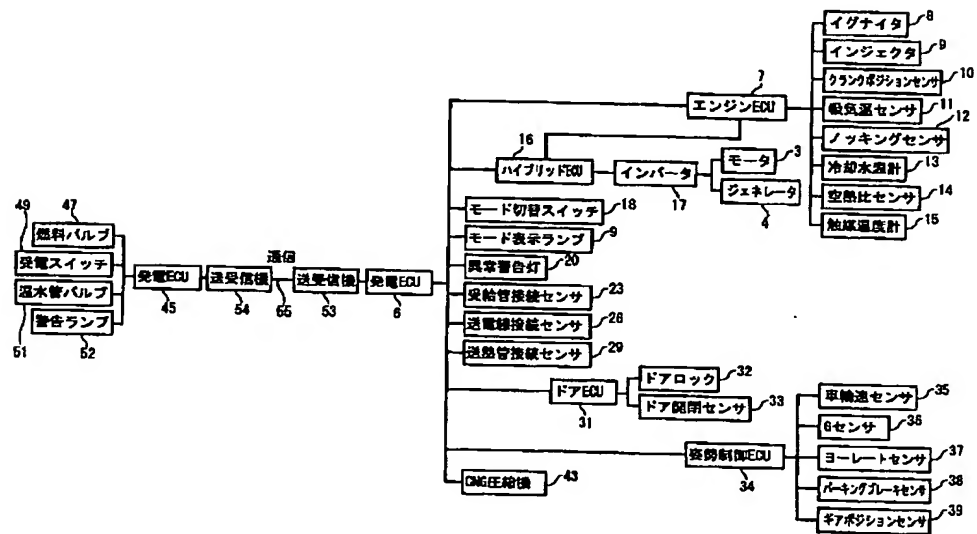 8
イグナイタ
9
インジェクタ
10
クランクポジションセンサ
7
エンジンECU
11
吸気温センサ
12
ノッキングセンサ
16
ハイブリッドECU
インバータ
17
モータ
3
ジェネレータ
4
冷却水温計
13
空燃比センサ
14
触媒温度計
15
モード切替スイッチ
18
モード表示ランプ
9
異常警告灯
20
47
燃料バルブ
49
受電スイッチ
温水管バルブ
51
警告ランプ
52
発電ECU
45
送受信機
54
通信
55
送受信機
53
発電ECU
6
受給管接続センサ
23
送電線接続センサ
26
送熱管接続センサ
29
ドアECU
31
ドアロック
32
ドア開閉センサ
33
姿勢制御ECU
34
車輪速センサ
35
Gセンサ
36
ヨーレートセンサ
37
パーキングブレーキセンサ
38
ギアポジションセンサ
39
CNG圧縮機
43